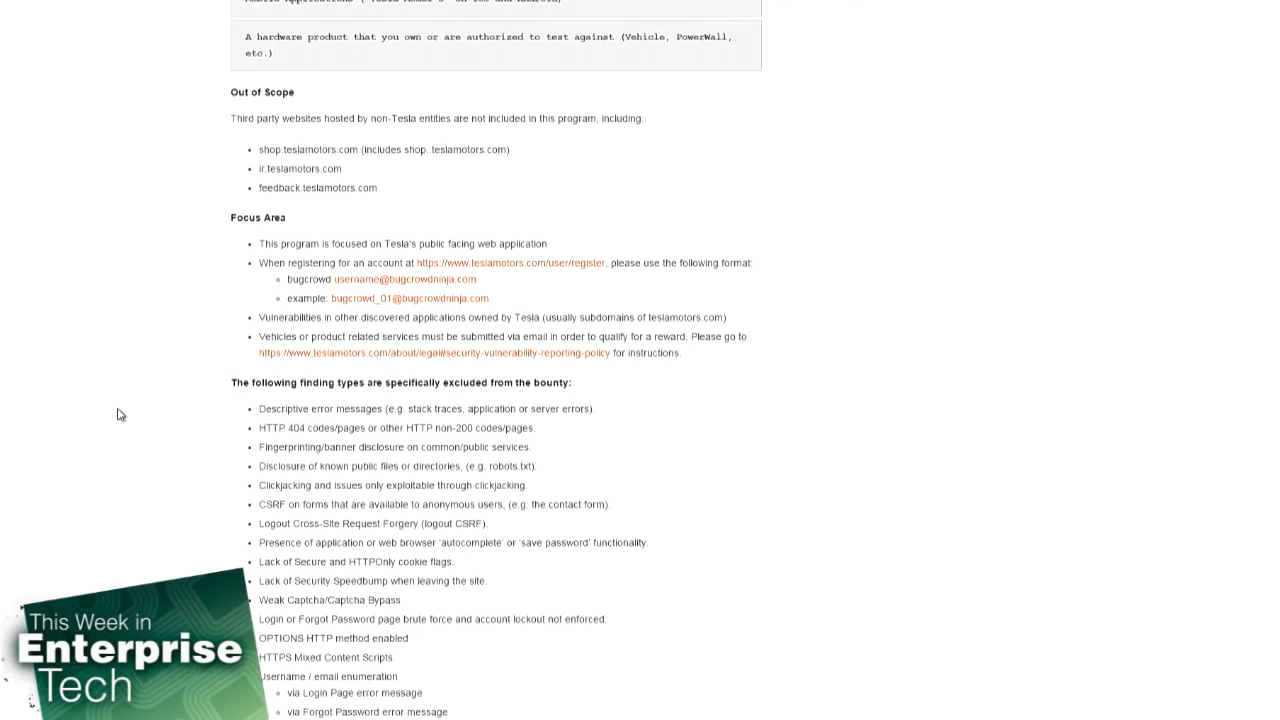 A hardware product that you own or are authorized to test against (Vehicle, PowerWall,
etc.)
Out of Scope
Third party websites hosted by non-Tesla entities are not included in this program, including:
• shop.teslamotors.com (includes shop..teslamotors.com)
• ir.teslamotors.com
• feedback.teslamotors.com
Focus Area
• This program is focused on Tesla's public facing web application
• When registering for an account at https://www.teslamotors.com/user/register, please use the following format:
bugcrowd username@bugcrowdninja.com
example: bugcrowd_01@bugcrowdninja.com
• Vulnerabilities in other discovered applications owned by Tesla (usually subdomains of teslamotors.com)
• Vehicles or product related services must be submitted via email in order to qualify for a reward. Please go to
https://www.teslamotors.com/about/legal#security-vulnerability-reporting-policy for instructions.
The following finding types are specifically excluded from the bounty:
• Descriptive error messages (e.g. stack traces, application or server errors).
• HTTP 404 codes/pages or other HTTP non-200 codes/pages.
• Fingerprinting/banner disclosure on common/public services.
• Disclosure of known public files or directories, (e.g. robots.txt).
• Clickjacking and issues only exploitable through clickjacking.
• CSRF on forms that are available to anonymous users, (e.g. the contact form).
• Logout Cross-Site Request Forgery (logout CSRF).
• Presence of application or web browser 'autocomplete' or 'save password' functionality.
• Lack of Secure and HTTPOnly cookie flags.
• Lack of Security Speedbump when leaving the site.
• Weak Captcha/Captcha Bypass
Login or Forgot Password page brute force and account lockout not enforced.
OPTIONS HTTP method enabled
HTTPS Mixed Content Scripts
Username / email enumeration
via Login Page error message
via Forgot Password error message
This Week in
Enterprise
Tech